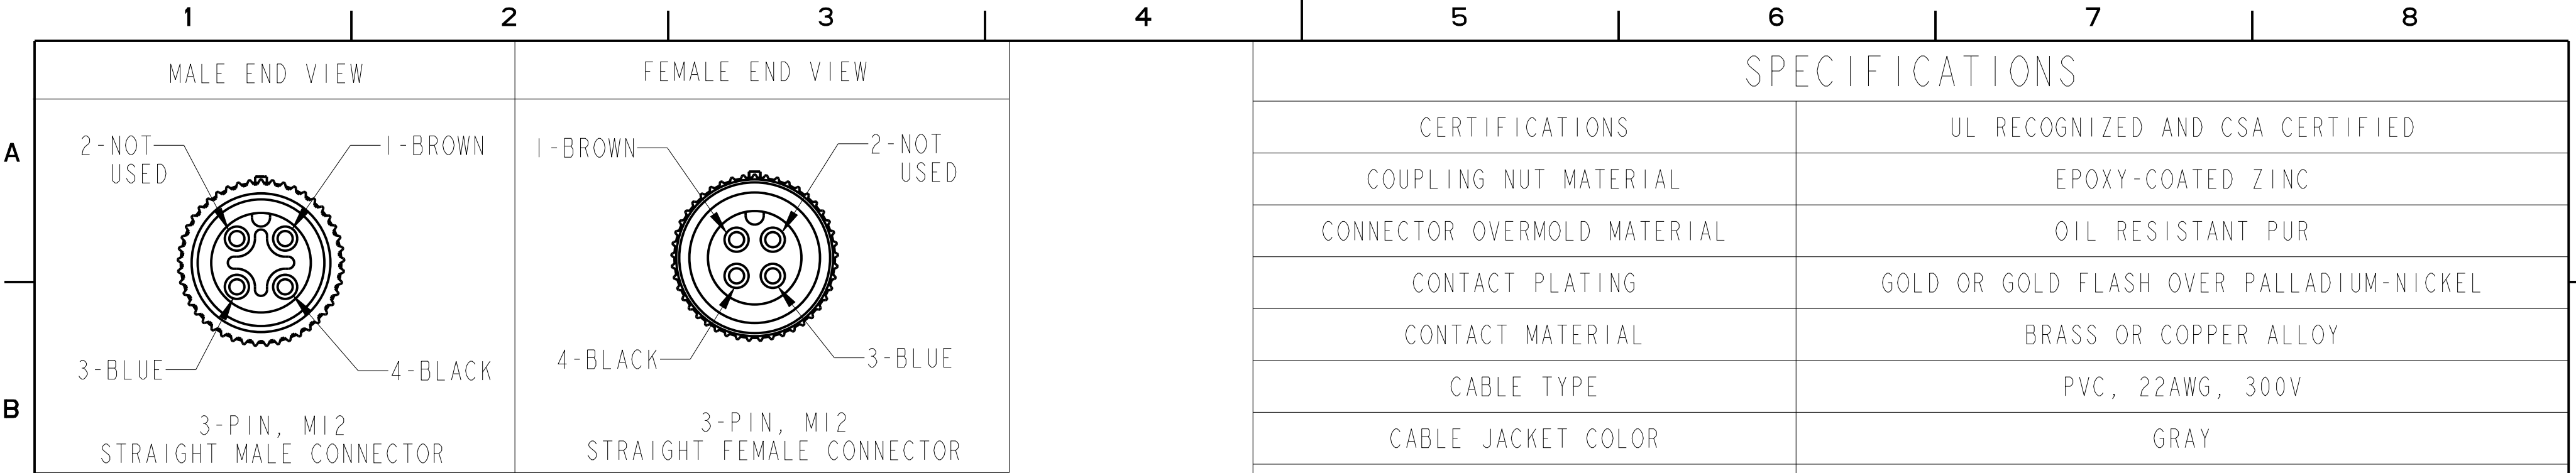 1 2 3 4 5 6 7 8
MALE END VIEW
FEMALE END VIEW
SPECIFICATIONS
A
2-NOT
USED
1-BROWN
3-BLUE
4-BLACK
3-PIN, M12
STRAIGHT MALE CONNECTOR
1-BROWN
2-NOT
USED
4-BLACK
3-BLUE
3-PIN, M12
STRAIGHT FEMALE CONNECTOR
B
CERTIFICATIONS UL RECOGNIZED AND CSA CERTIFIED
COUPLING NUT MATERIAL EPOXY-COATED ZINC
CONNECTOR OVERMOLD MATERIAL OIL RESISTANT PUR
CONTACT PLATING GOLD OR GOLD FLASH OVER PALLADIUM-NICKEL
CONTACT MATERIAL BRASS OR COPPER ALLOY
CABLE TYPE PVC, 22AWG, 300V
CABLE JACKET COLOR GRAY